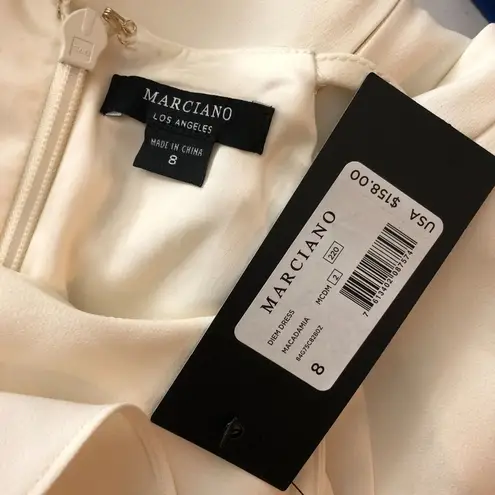 MARCIANO
LOS ANGELES
MADE IN CHINA
8
USA $158.00
MARCIANO
220
MCDM 2
DIEM DRESS
MACADAMIA
8